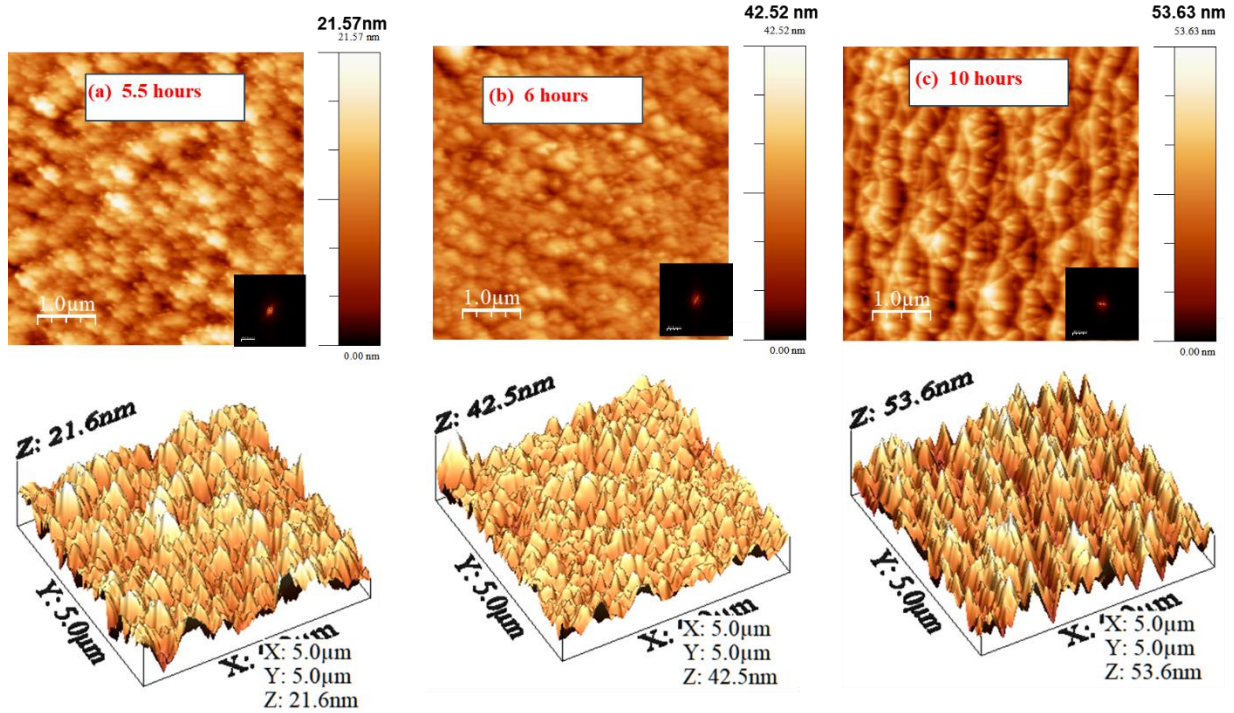 21.57nm
21.57 nm
(a) 5.5 hours
1.0μm
0.00 nm
42.52 nm
42.52 nm
(b) 6 hours
1.0μm
0.00 nm
53.63 nm
53.63 nm
(c) 10 hours
1.0μm
0.00 nm
Z: 21.6nm
Y: 5.0μm
X:
X: 5.0μm
Y: 5.0μm
Z: 21.6nm
Z: 42.5nm
Y: 5.0μm
X:
X: 5.0μm
Y: 5.0μm
Z: 42.5nm
Z: 53.6nm
Y: 5.0μm
X:
X: 5.0μm
Y: 5.0μm
Z: 53.6nm